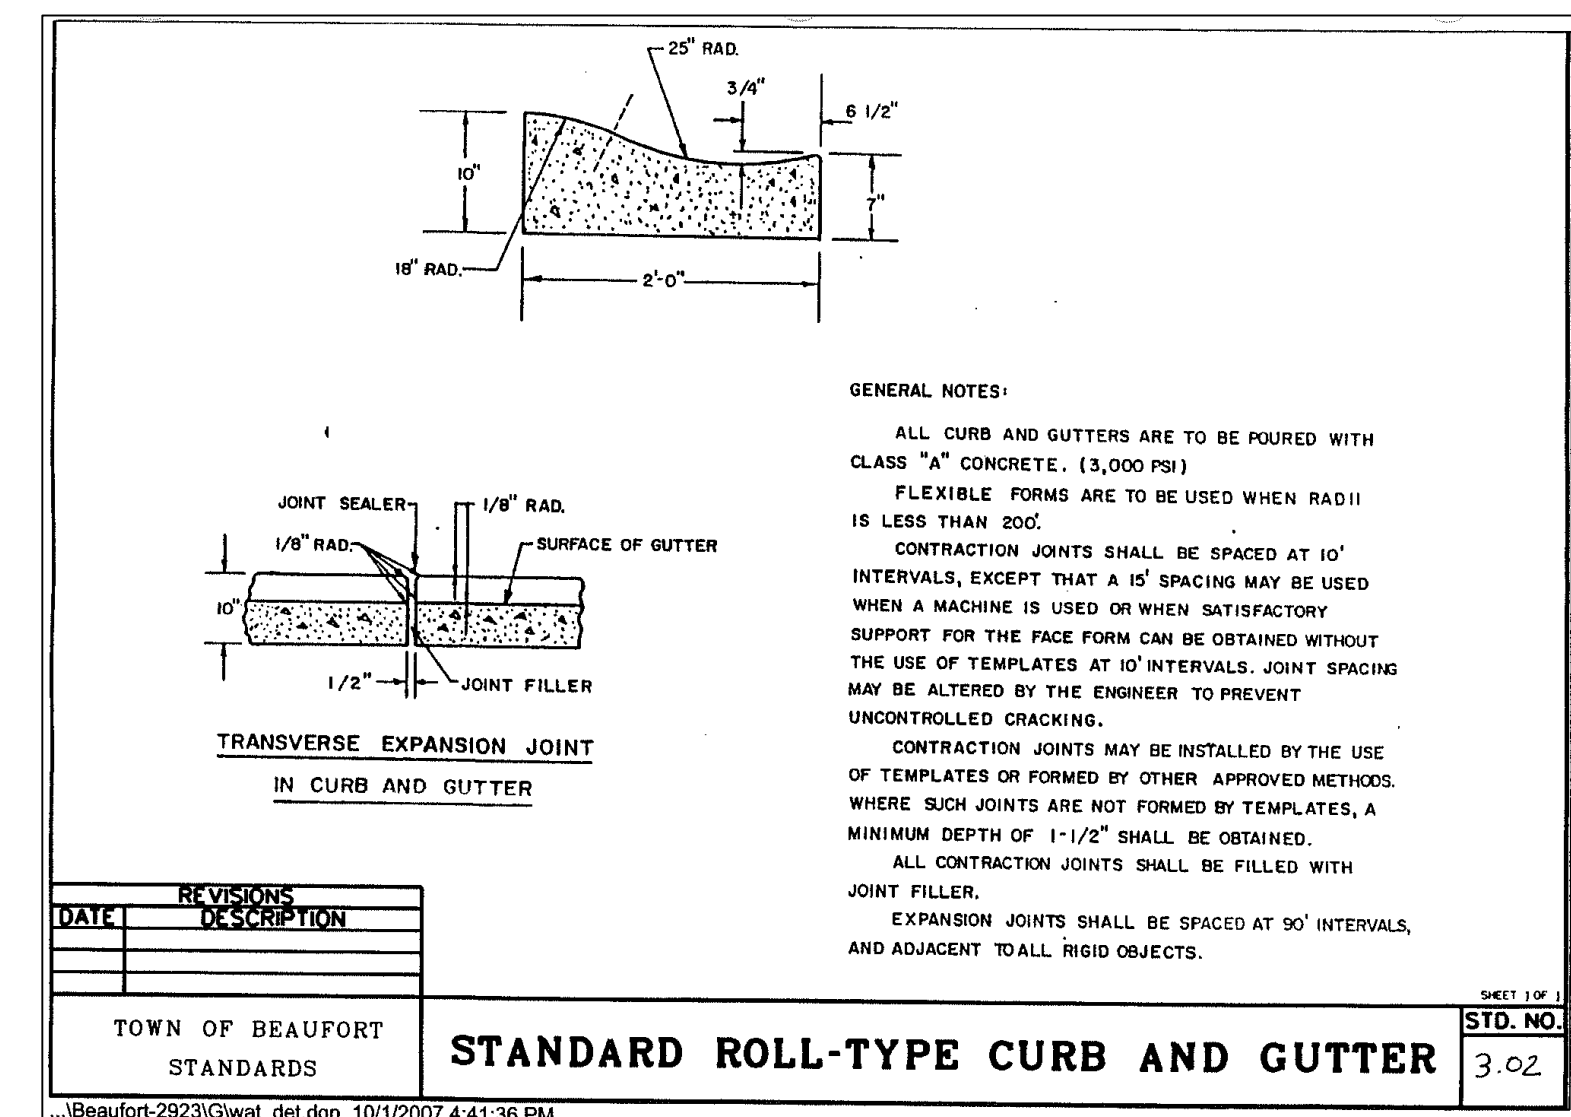 25" RAD.
3/4"
6 1/2"
10"
7"
18" RAD.
2'-0"
GENERAL NOTES:
ALL CURB AND GUTTERS ARE TO BE POURED WITH
CLASS "A" CONCRETE. (3,000 PSI)
FLEXIBLE FORMS ARE TO BE USED WHEN RADII
IS LESS THAN 200'.
CONTRACTION JOINTS SHALL BE SPACED AT 10'
INTERVALS, EXCEPT THAT A 15' SPACING MAY BE USED
WHEN A MACHINE IS USED OR WHEN SATISFACTORY
SUPPORT FOR THE FACE FORM CAN BE OBTAINED WITHOUT
THE USE OF TEMPLATES AT 10' INTERVALS. JOINT SPACING
MAY BE ALTERED BY THE ENGINEER TO PREVENT
UNCONTROLLED CRACKING.
CONTRACTION JOINTS MAY BE INSTALLED BY THE USE
OF TEMPLATES OR FORMED BY OTHER APPROVED METHODS.
WHERE SUCH JOINTS ARE NOT FORMED BY TEMPLATES, A
MINIMUM DEPTH OF 1-1/2" SHALL BE OBTAINED.
ALL CONTRACTION JOINTS SHALL BE FILLED WITH
JOINT FILLER.
EXPANSION JOINTS SHALL BE SPACED AT 90' INTERVALS,
AND ADJACENT TO ALL RIGID OBJECTS.
JOINT SEALER
1/8" RAD.
1/8" RAD.
SURFACE OF GUTTER
10"
1/2"
JOINT FILLER
TRANSVERSE EXPANSION JOINT
IN CURB AND GUTTER
REVISIONS
DATE DESCRIPTION
TOWN OF BEAUFORT
STANDARDS
STANDARD ROLL-TYPE CURB AND GUTTER
SHEET 1 OF 1
STD. NO.
3.02
...\Beaufort-2923\G\wat_det.dgn 10/1/2007 4:41:36 PM